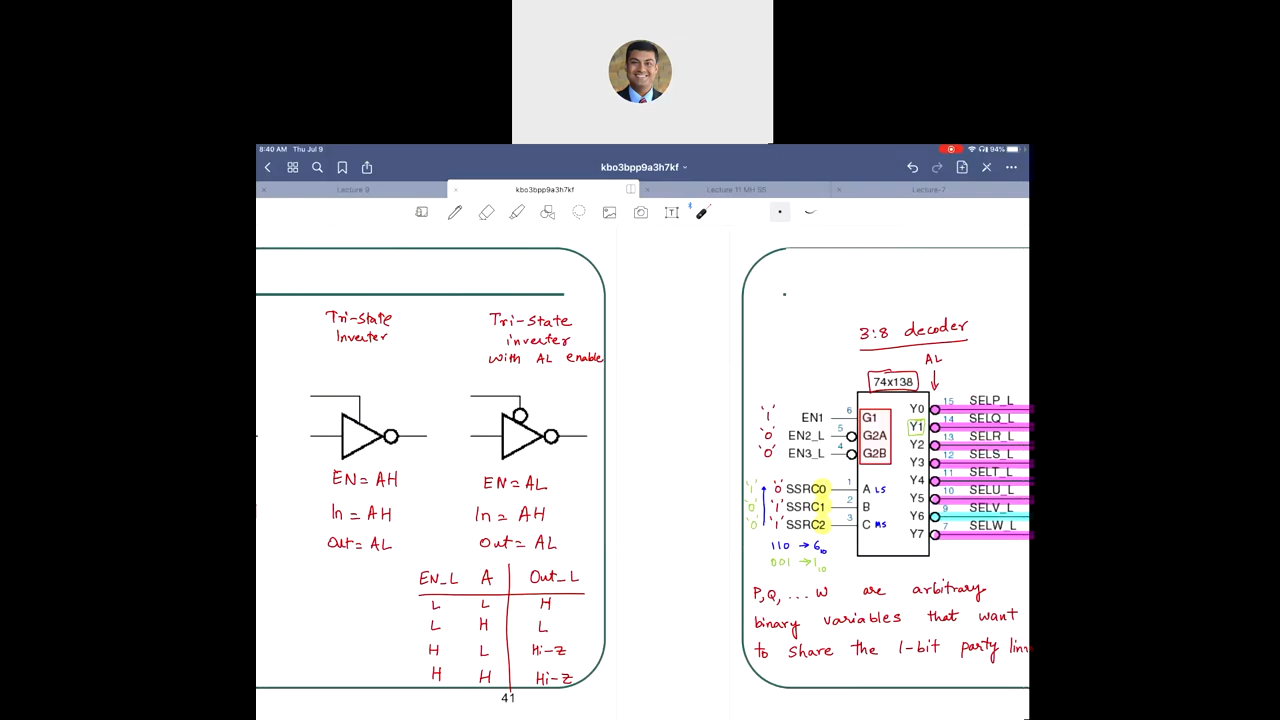 8:40 AM Thu Jul 9
94%
kbo3bpp9a3h7kf
Lecture 9
kbo3bpp9a3h7kf
Lecture 11 MH S5
Lecture-7
Tri-State
Inverter
EN = AH
In = AH
Out = AL
Tri-State
inverter
with AL enable
EN = AL
In = AH
Out = AL
EN_L A Out_L
L L H
L H L
H L Hi-Z
H H Hi-Z
41
3:8 decoder
AL
74x138
'1' EN1 6 G1
'0' EN2_L 5 G2A
'0' EN3_L 4 G2B
'1' '0' SSRC0 1 A LS
'0' '1' SSRC1 2 B
'0' '1' SSRC2 3 C MS
Y0 15 SELP_L
Y1 14 SELQ_L
Y2 13 SELR_L
Y3 12 SELS_L
Y4 11 SELT_L
Y5 10 SELU_L
Y6 9 SELV_L
Y7 7 SELW_L
110 → 6₁₀
001 → 1₁₀
P,Q, ... W are arbitrary
binary variables that want
to share the 1-bit party